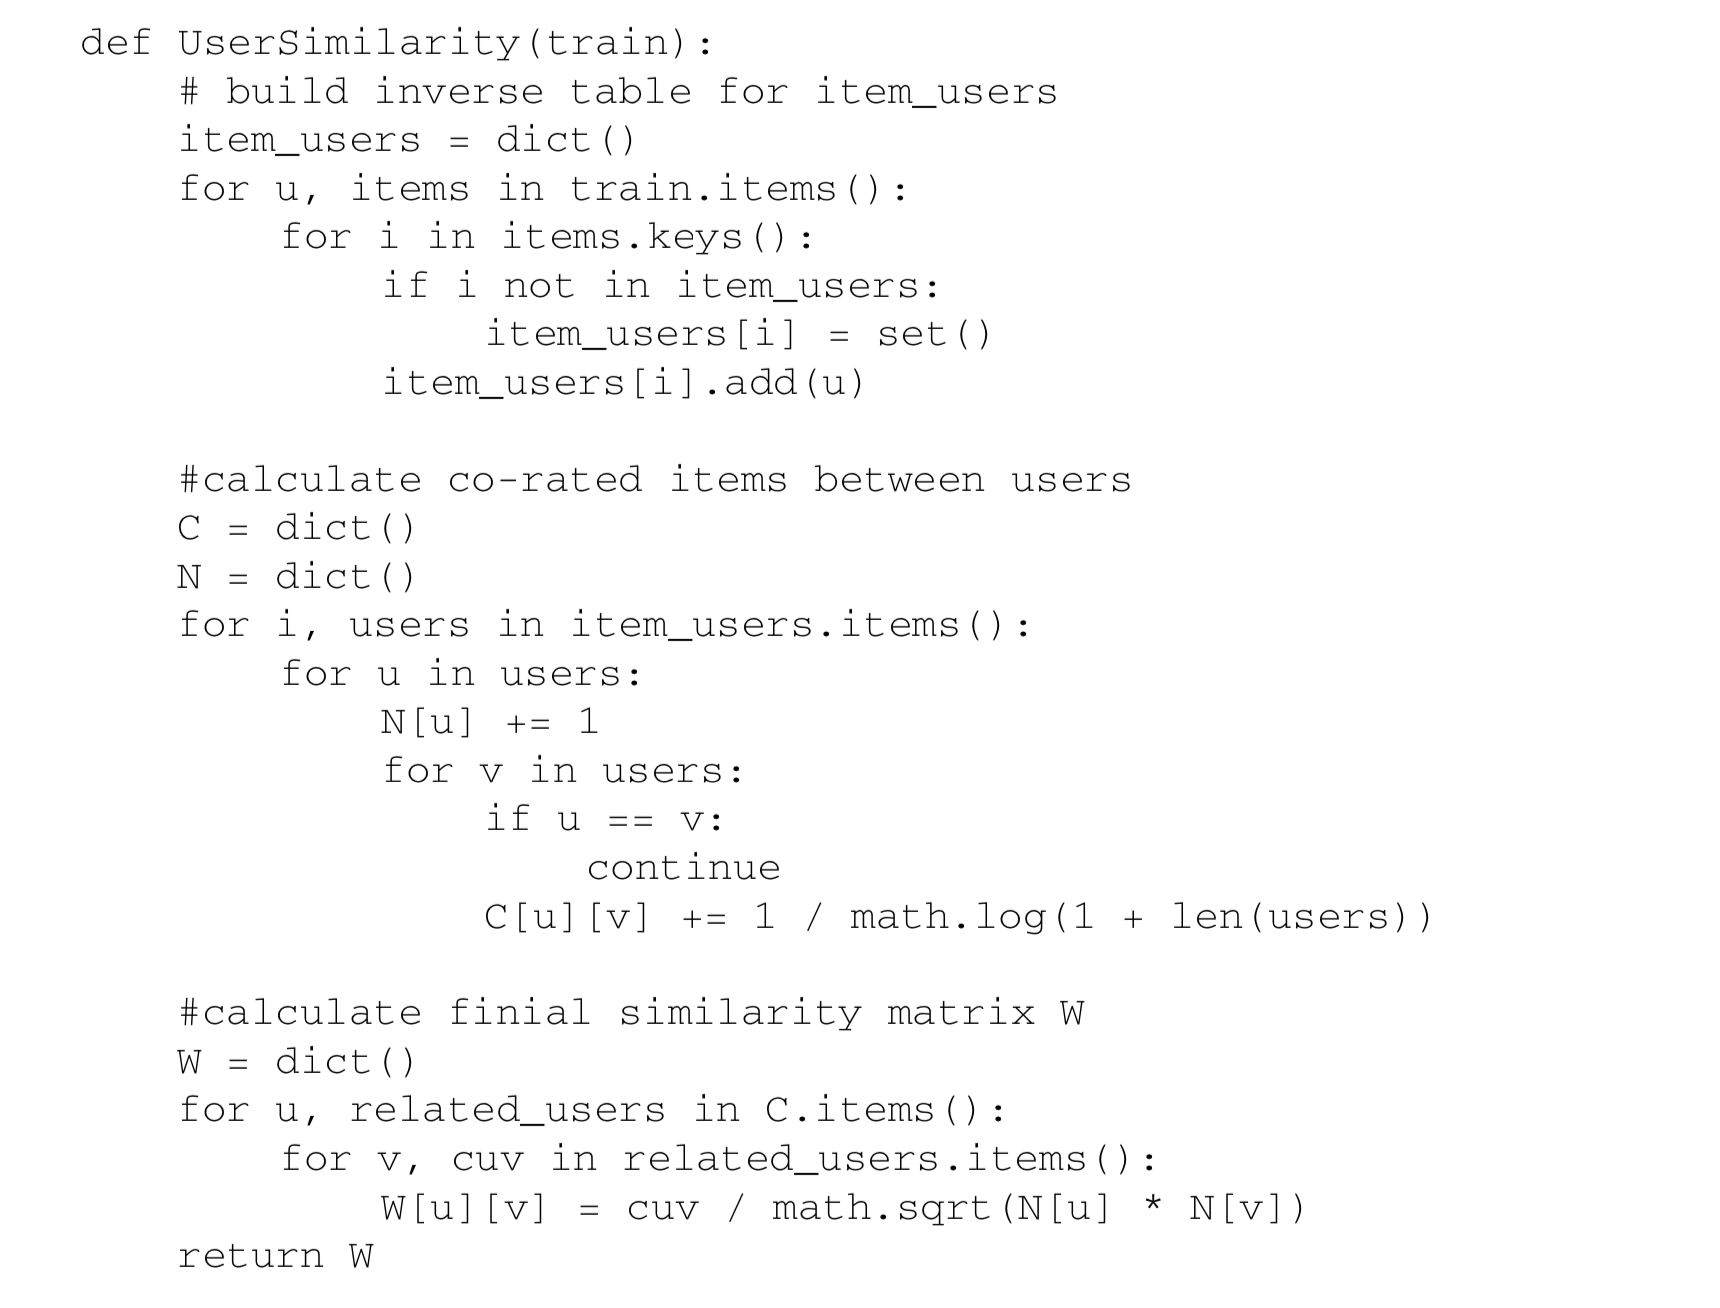 def UserSimilarity(train):
    # build inverse table for item_users
    item_users = dict()
    for u, items in train.items():
        for i in items.keys():
            if i not in item_users:
                item_users[i] = set()
            item_users[i].add(u)

    #calculate co-rated items between users
    C = dict()
    N = dict()
    for i, users in item_users.items():
        for u in users:
            N[u] += 1
            for v in users:
                if u == v:
                    continue
                C[u][v] += 1 / math.log(1 + len(users))

    #calculate finial similarity matrix W
    W = dict()
    for u, related_users in C.items():
        for v, cuv in related_users.items():
            W[u][v] = cuv / math.sqrt(N[u] * N[v])
    return W